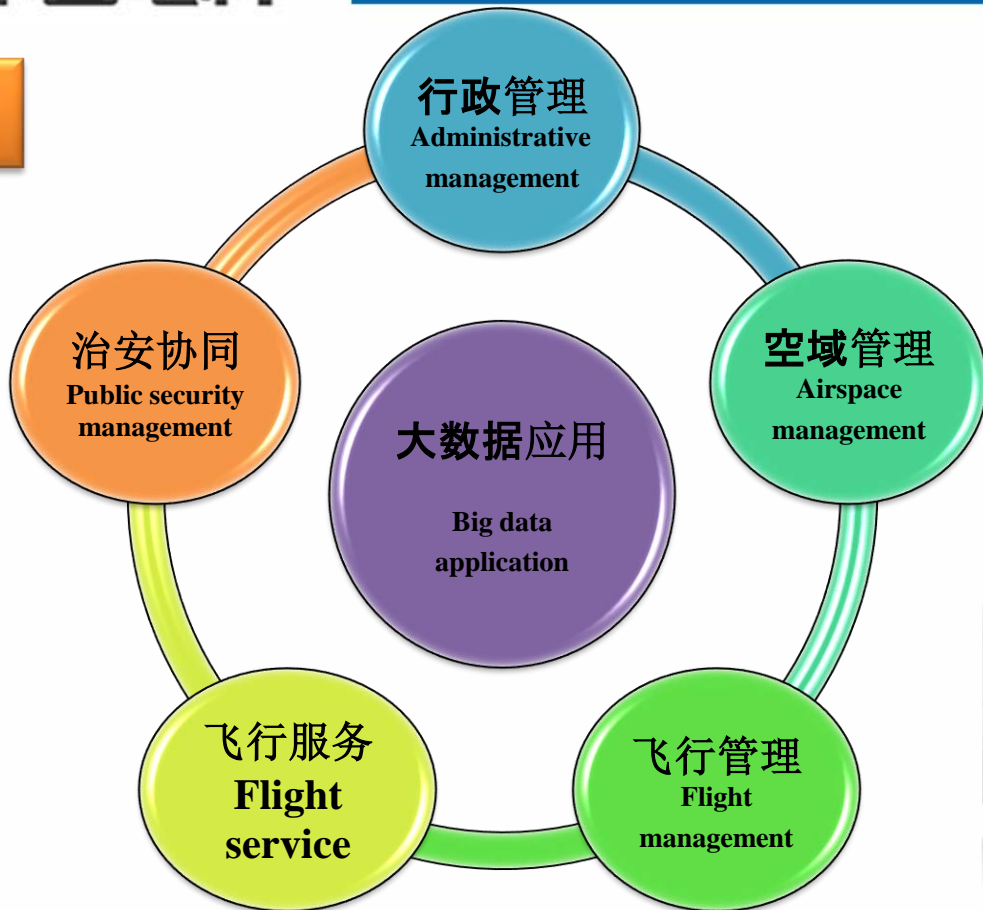 行政管理
Administrative
management
治安协同
Public security
management
空域管理
Airspace
management
大数据应用
Big data
application
飞行服务
Flight
service
飞行管理
Flight
management